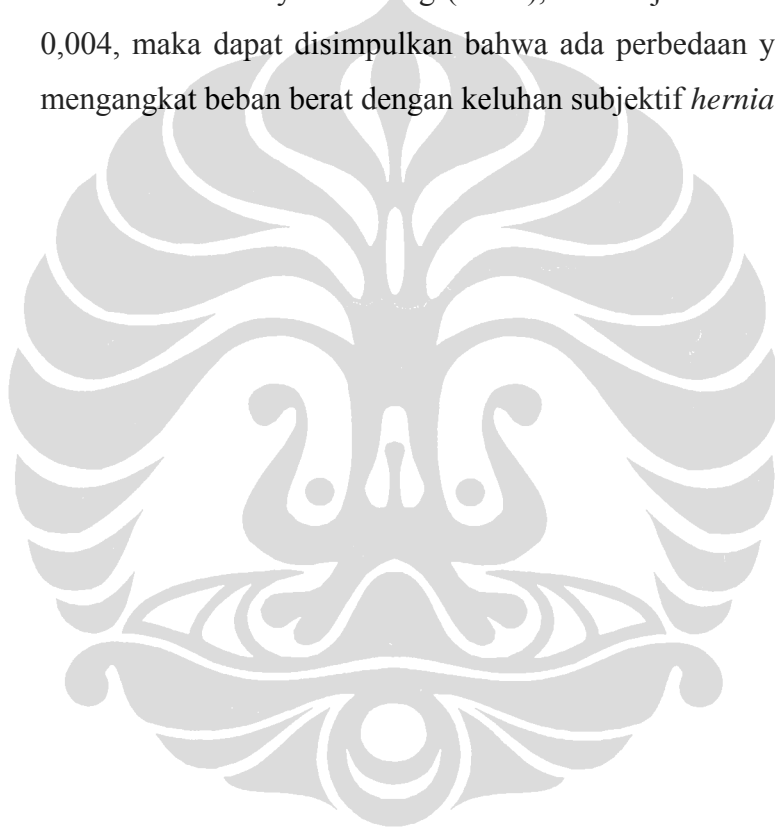 0,004, maka dapat disimpulkan bahwa ada perbedaan y
mengangkat beban berat dengan keluhan subjektif hernia